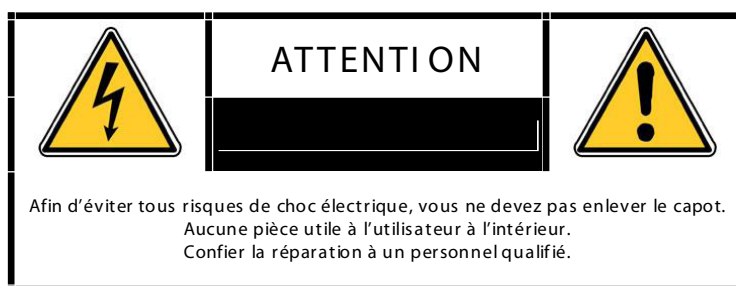 ATTENTION
Afin d'éviter tous risques de choc électrique, vous ne devez pas enlever le capot.
Aucune pièce utile à l'utilisateur à l'intérieur.
Confier la réparation à un personnel qualifié.